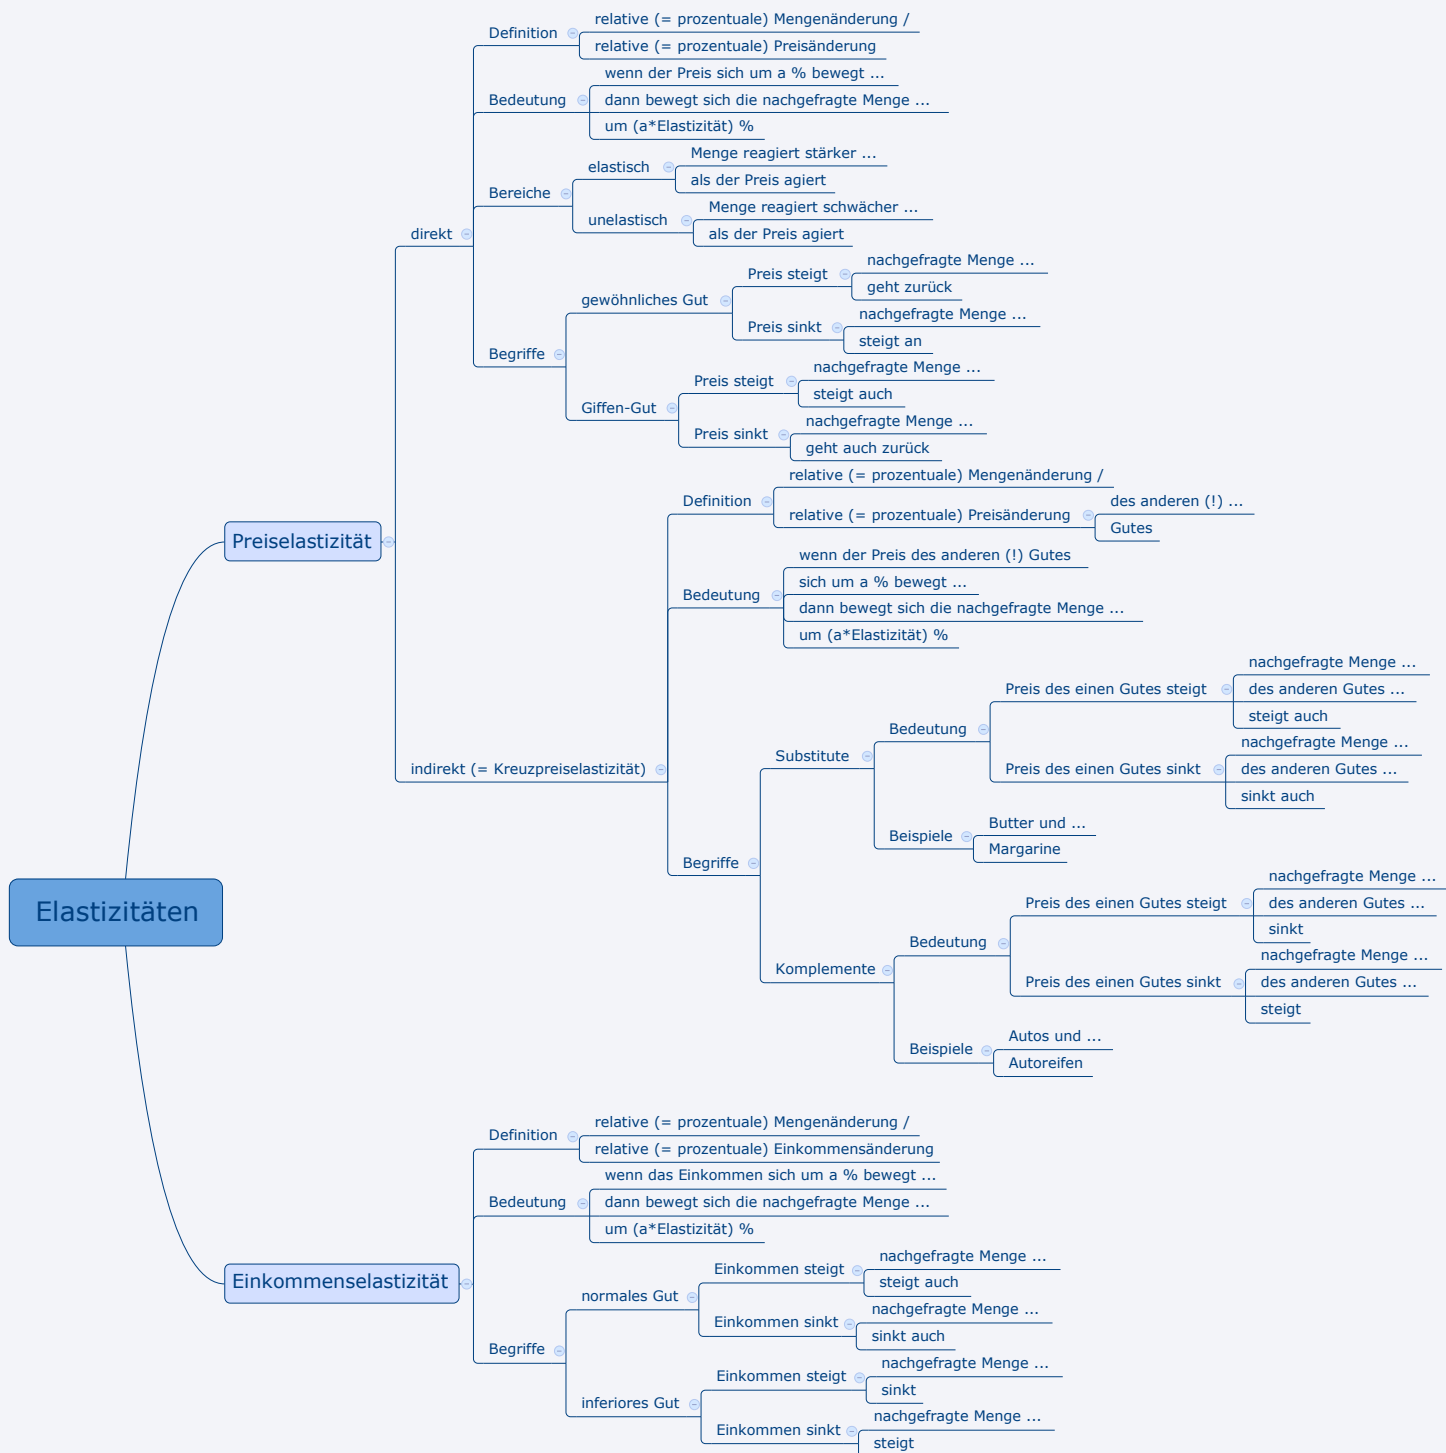 Elastizitäten
Preiselastizität
direkt
Definition
relative (= prozentuale) Mengenänderung /
relative (= prozentuale) Preisänderung
Bedeutung
wenn der Preis sich um a % bewegt ...
dann bewegt sich die nachgefragte Menge ...
um (a*Elastizität) %
Bereiche
elastisch
Menge reagiert stärker ...
als der Preis agiert
unelastisch
Menge reagiert schwächer ...
als der Preis agiert
Begriffe
gewöhnliches Gut
Preis steigt
nachgefragte Menge ...
geht zurück
Preis sinkt
nachgefragte Menge ...
steigt an
Giffen-Gut
Preis steigt
nachgefragte Menge ...
steigt auch
Preis sinkt
nachgefragte Menge ...
geht auch zurück
indirekt (= Kreuzpreiselastizität)
Definition
relative (= prozentuale) Mengenänderung /
relative (= prozentuale) Preisänderung
des anderen (!) ...
Gutes
Bedeutung
wenn der Preis des anderen (!) Gutes
sich um a % bewegt ...
dann bewegt sich die nachgefragte Menge ...
um (a*Elastizität) %
Begriffe
Substitute
Bedeutung
Preis des einen Gutes steigt
nachgefragte Menge ...
des anderen Gutes ...
steigt auch
Preis des einen Gutes sinkt
nachgefragte Menge ...
des anderen Gutes ...
sinkt auch
Beispiele
Butter und ...
Margarine
Komplemente
Bedeutung
Preis des einen Gutes steigt
nachgefragte Menge ...
des anderen Gutes ...
sinkt
Preis des einen Gutes sinkt
nachgefragte Menge ...
des anderen Gutes ...
steigt
Beispiele
Autos und ...
Autoreifen
Einkommenselastizität
Definition
relative (= prozentuale) Mengenänderung /
relative (= prozentuale) Einkommensänderung
Bedeutung
wenn das Einkommen sich um a % bewegt ...
dann bewegt sich die nachgefragte Menge ...
um (a*Elastizität) %
Begriffe
normales Gut
Einkommen steigt
nachgefragte Menge ...
steigt auch
Einkommen sinkt
nachgefragte Menge ...
sinkt auch
inferiores Gut
Einkommen steigt
nachgefragte Menge ...
sinkt
Einkommen sinkt
nachgefragte Menge ...
steigt